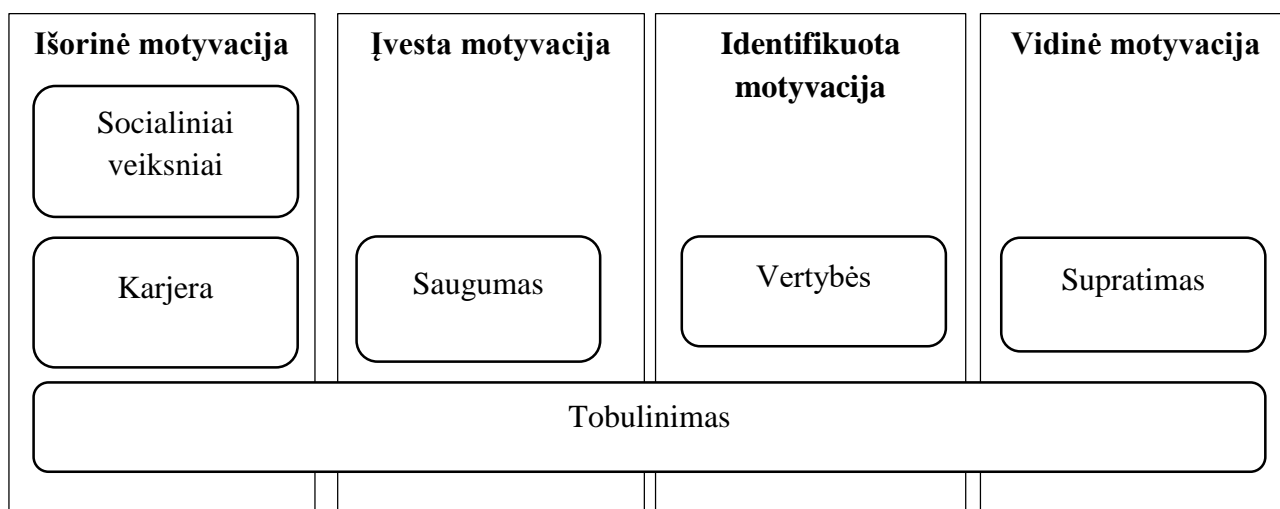 Išorinė motyvacija
Socialiniai
veiksniai
Karjera
Įvesta motyvacija
Saugumas
Identifikuota
motyvacija
Vertybės
Vidinė motyvacija
Supratimas
Tobulinimas